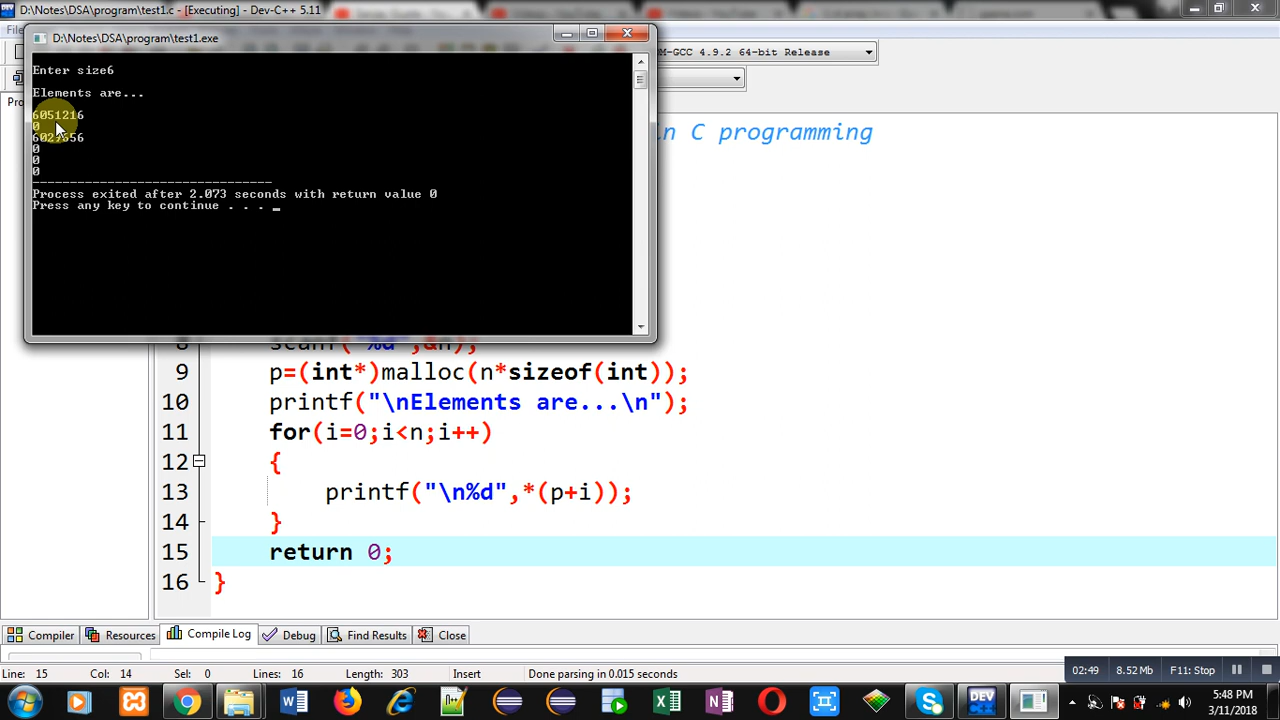 D:\Notes\DSA\program\test1.c - [Executing] - Dev-C++ 5.11
D:\Notes\DSA\program\test1.exe
M-GCC 4.9.2 64-bit Release
Enter size6
Elements are...
6051216
0
0
0
0
--------------------------------
Process exited after 2.073 seconds with return value 0
Press any key to continue . . . _
in C programming
8 scanf("%d",&n);
9 p=(int*)malloc(n*sizeof(int));
10 printf("\nElements are...\n");
11 for(i=0;i<n;i++)
12 {
13 printf("\n%d",*(p+i));
14 }
15 return 0;
16 }
Compiler Resources Compile Log Debug Find Results Close
Line: 15 Col: 14 Sel: 0 Lines: 16 Length: 303 Insert Done parsing in 0.015 seconds
02:49 8.52 Mb F11: Stop
5:48 PM
3/11/2018